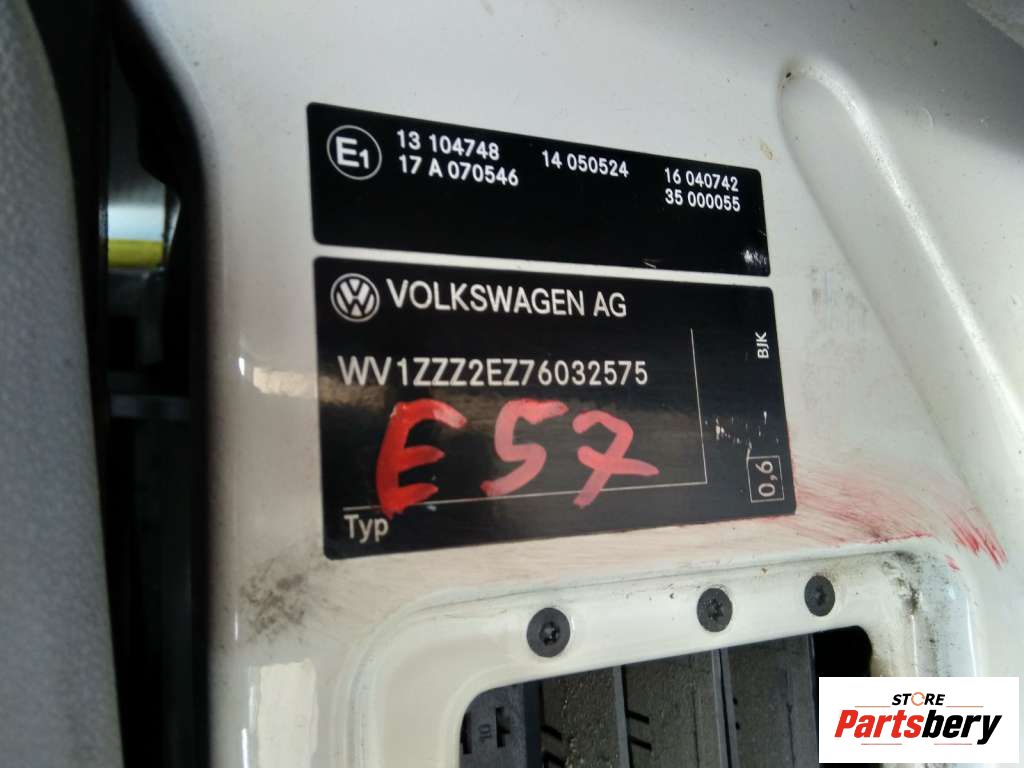 E1
13 104748 14 050524 16 040742
17 A 070546 35 000055
VOLKSWAGEN AG
WV1ZZZ2EZ76032575
BJK
E 57
0,6
Typ
STORE
Partsbery